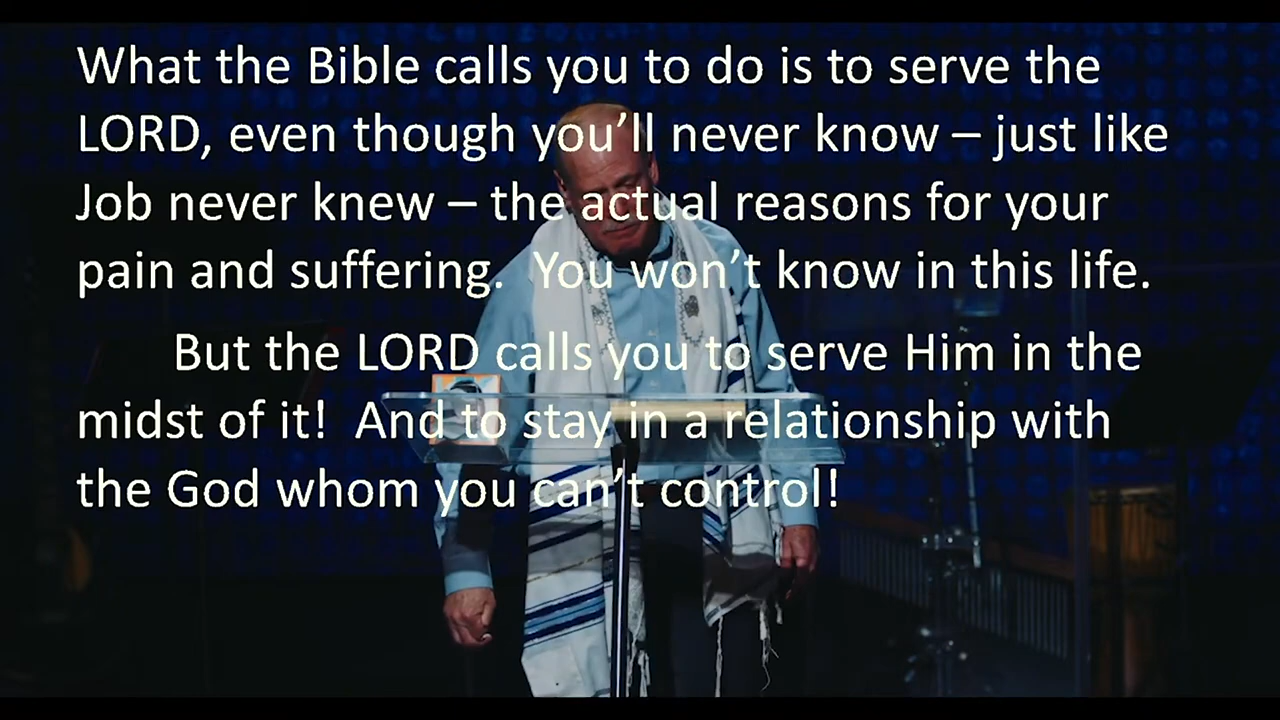 What the Bible calls you to do is to serve the
LORD, even though you’ll never know – just like
Job never knew – the actual reasons for your
pain and suffering.  You won’t know in this life.
But the LORD calls you to serve Him in the
midst of it!  And to stay in a relationship with
the God whom you can’t control!